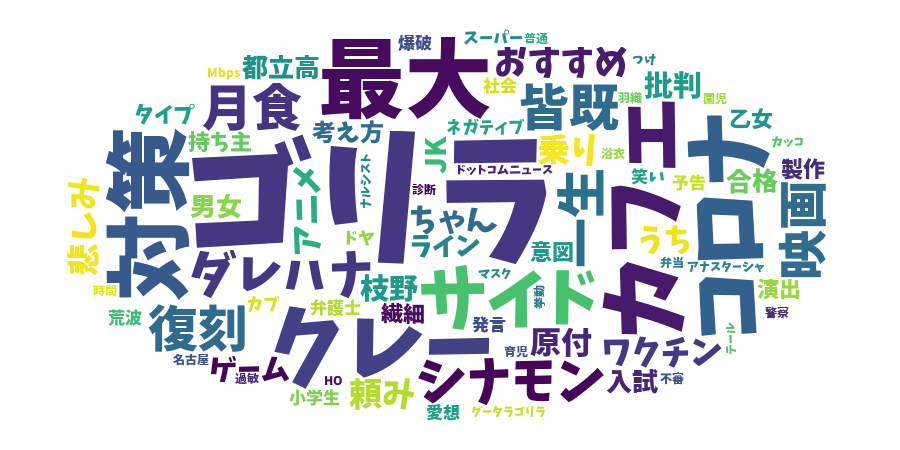 スーパー
普通
爆破
最大
おすすめ
つけ
Mbps
都立高
社会
批判
月食
皆既
羽織
園児
タイプ
考え方
ネガティブ
乙女
対策
持ち主
JK
乗り
カフェ
コロナ
カッコ
ゴリラ
浴衣
ドットコムニュース
笑い
予告
合格
製作
ナルシスト
診断
一生
男女
アニメ
ちゃん
映画
悲しみ
ドヤ
ライン
意図
うち
ダレハナ
弁当
アナスターシャ
枝野
サイド
マスク
演出
時間
カブ
弁護士
繊細
挙動
荒波
復刻
クレー
発言
原付
テール
警察
名古屋
ゲーム
過敏
HO
育児
ワクチン
シナモン
入試
不審
小学生
頼み
愛想
グータラゴリラ